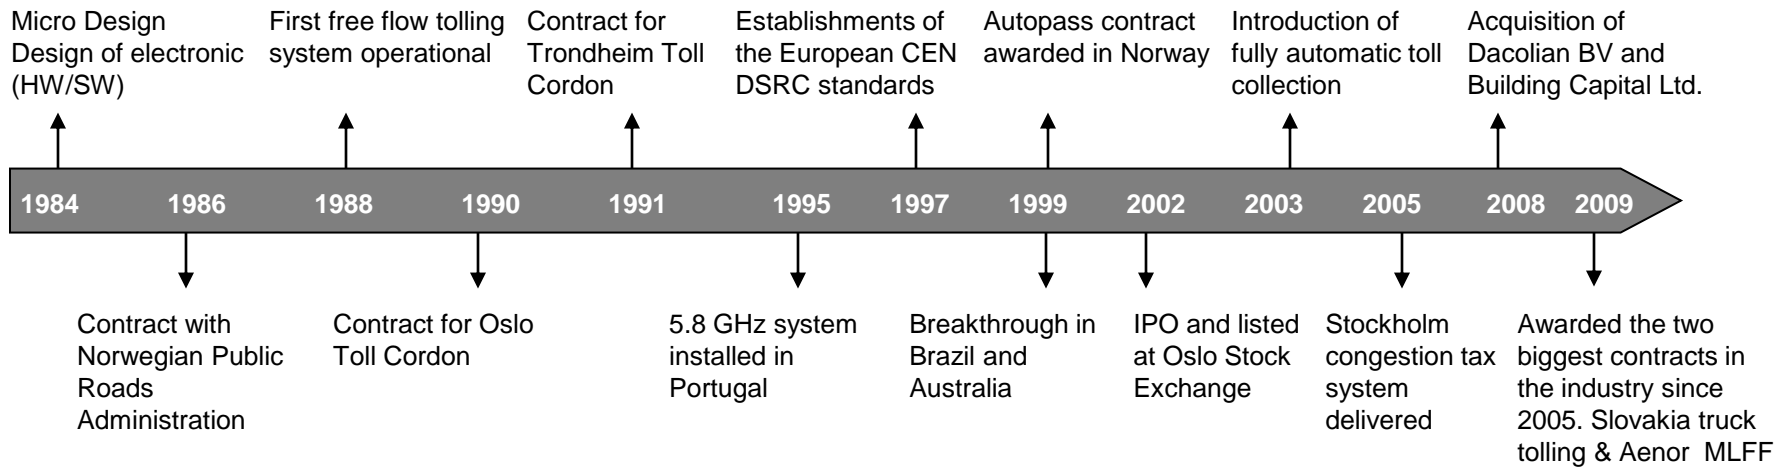 Micro Design
Design of electronic
(HW/SW)
First free flow tolling
system operational
Contract for
Trondheim Toll
Cordon
Establishments of
the European CEN
DSRC standards
Autopass contract
awarded in Norway
Introduction of
fully automatic toll
collection
Acquisition of
Dacolian BV and
Building Capital Ltd.
1984 1986 1988 1990 1991 1995 1997 1999 2002 2003 2005 2008 2009
Contract with
Norwegian Public
Roads
Administration
Contract for Oslo
Toll Cordon
5.8 GHz system
installed in
Portugal
Breakthrough in
Brazil and
Australia
IPO and listed
at Oslo Stock
Exchange
Stockholm
congestion tax
system
delivered
Awarded the two
biggest contracts in
the industry since
2005. Slovakia truck
tolling & Aenor MLFF